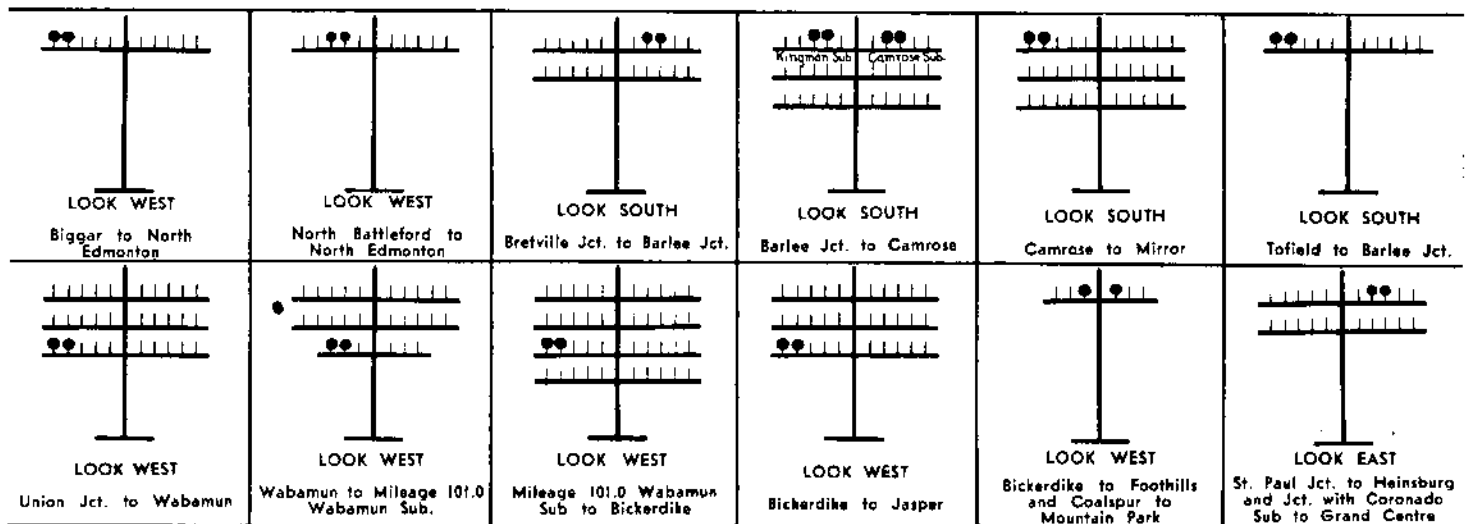 LOOK WEST
Biggar to North
Edmonton
LOOK WEST
North Battleford to
North Edmonton
LOOK SOUTH
Bretville Jct. to Barlee Jct.
Kingman Sub
Camrose Sub.
LOOK SOUTH
Barlee Jct. to Camrose
LOOK SOUTH
Camrose to Mirror
LOOK SOUTH
Tofield to Barlee Jct.
LOOK WEST
Union Jct. to Wabamun
LOOK WEST
Wabamun to Mileage 101.0
Wabamun Sub.
LOOK WEST
Mileage 101.0 Wabamun
Sub to Bickerdike
LOOK WEST
Bickerdike to Jasper
LOOK WEST
Bickerdike to Foothills
and Coalspur to
Mountain Park
LOOK EAST
St. Paul Jct. to Heinsburg
and Jct. with Coronado
Sub to Grand Centre